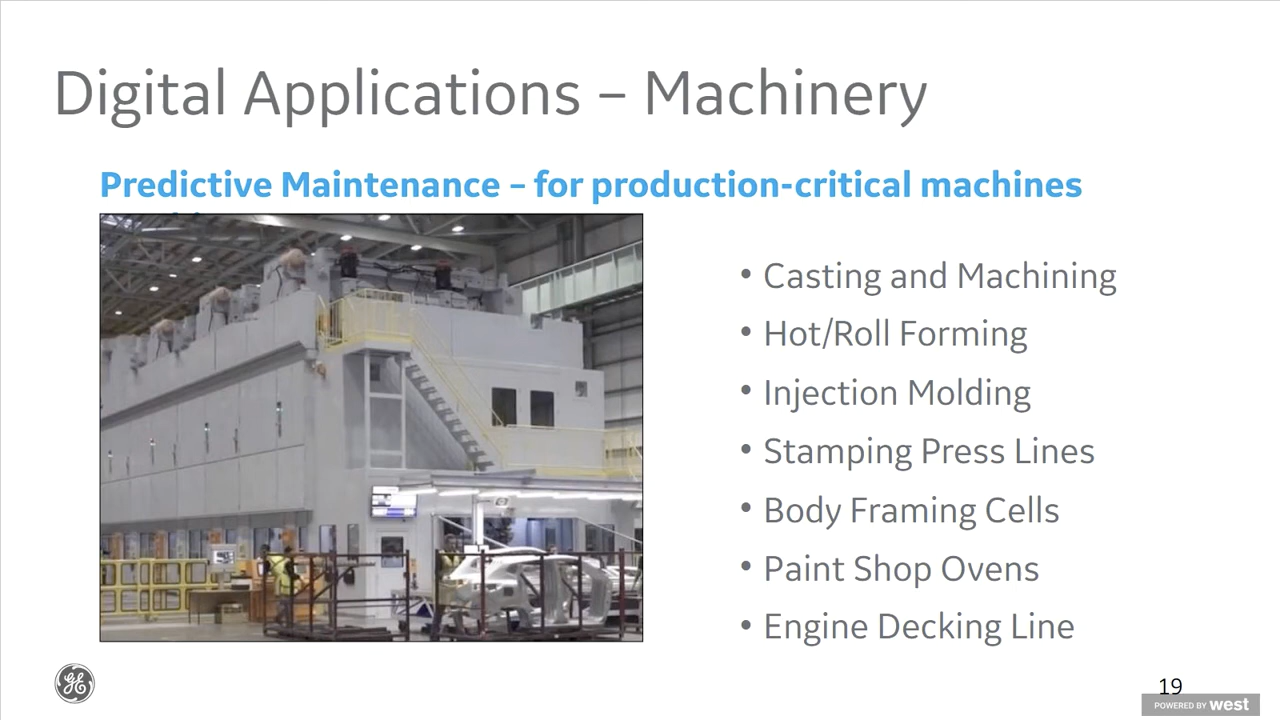 Digital Applications – Machinery
Predictive Maintenance – for production-critical machines
• Casting and Machining
• Hot/Roll Forming
• Injection Molding
• Stamping Press Lines
• Body Framing Cells
• Paint Shop Ovens
• Engine Decking Line
GE
19
POWERED BY west